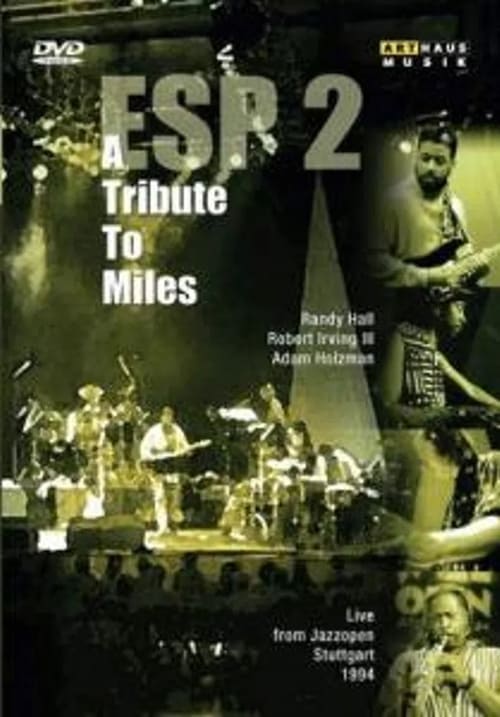 DVD
VIDEO
ARTHAUS
MUSIK
ESP 2
A
Tribute
To
Miles
Randy Hall
Robert Irving III
Adam Holzman
Live
from Jazzopen
Stuttgart
1994